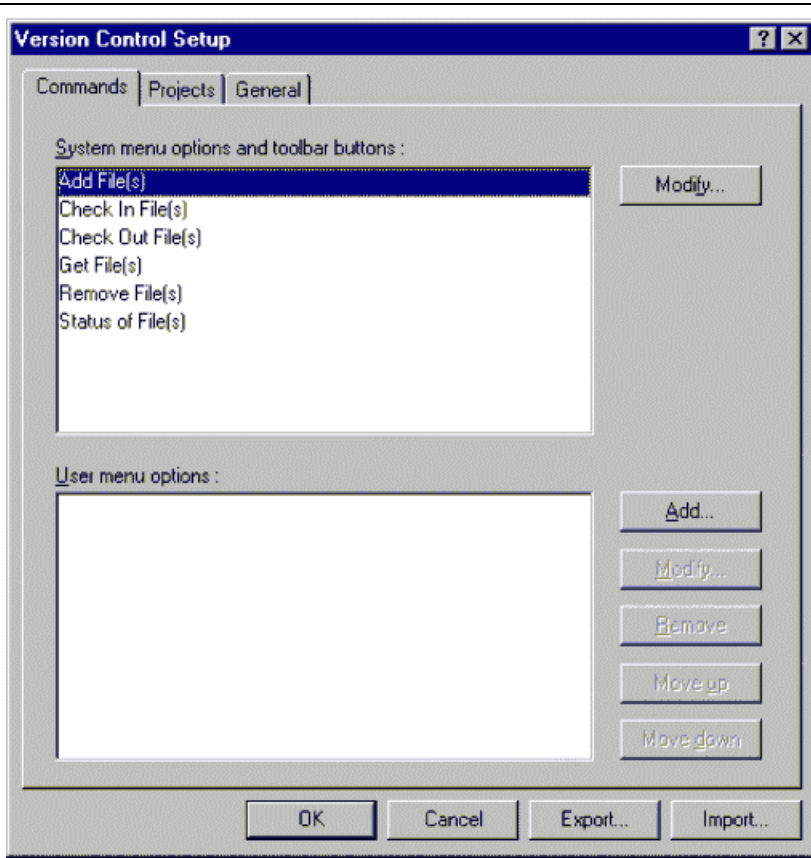 Version Control Setup
Commands Projects General
System menu options and toolbar buttons :
Add File(s)
Modify...
Check In File(s)
Check Out File(s)
Get File(s)
Remove File(s)
Status of File(s)
User menu options :
Add...
Modify...
Remove
Move up
Move down
OK Cancel Export... Import...